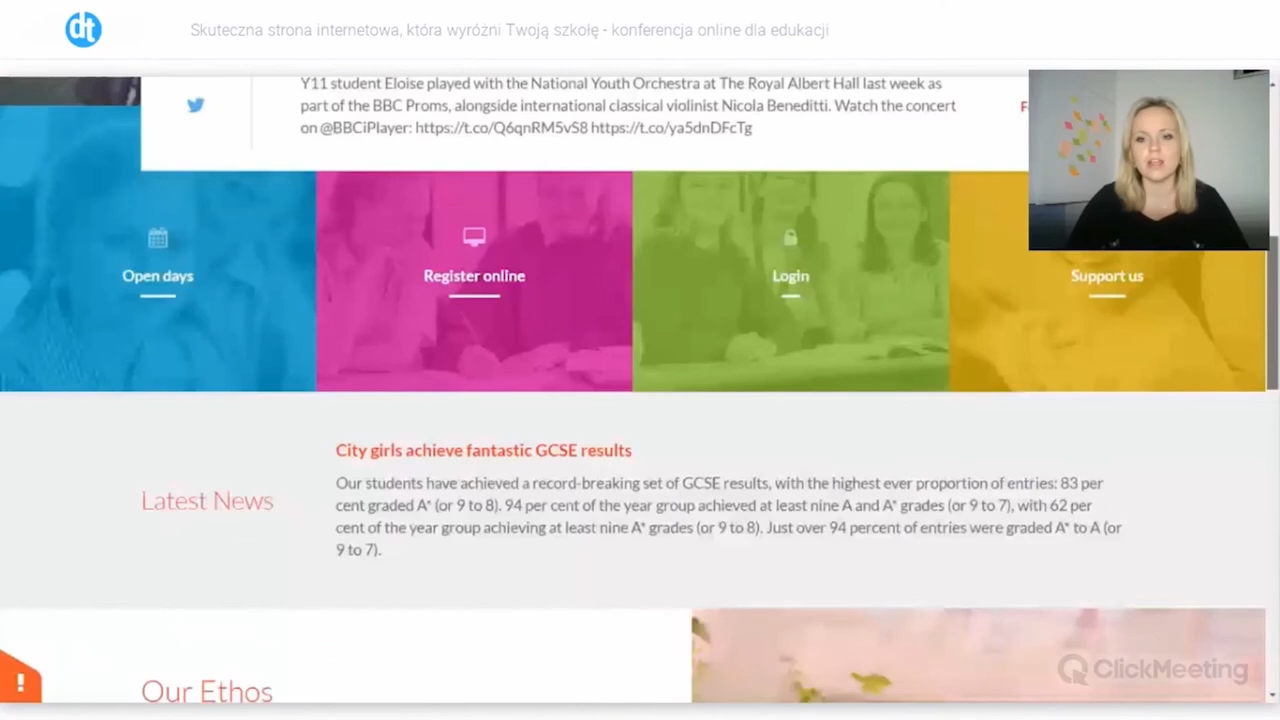 dt
Skuteczna strona internetowa, która wyróżni Twoją szkołę - konferencja online dla edukacji
Y11 student Eloise played with the National Youth Orchestra at The Royal Albert Hall last week as
part of the BBC Proms, alongside international classical violinist Nicola Beneditti. Watch the concert
on @BBCiPlayer: https://t.co/Q6qnRM5vS8 https://t.co/ya5dnDFcTg
Open days
Register online
Login
Support us
Latest News
City girls achieve fantastic GCSE results
Our students have achieved a record-breaking set of GCSE results, with the highest ever proportion of entries: 83 per
cent graded A* (or 9 to 8). 94 per cent of the year group achieved at least nine A and A* grades (or 9 to 7), with 62 per
cent of the year group achieving at least nine A* grades (or 9 to 8). Just over 94 percent of entries were graded A* to A (or
9 to 7).
!
Our Ethos
ClickMeeting